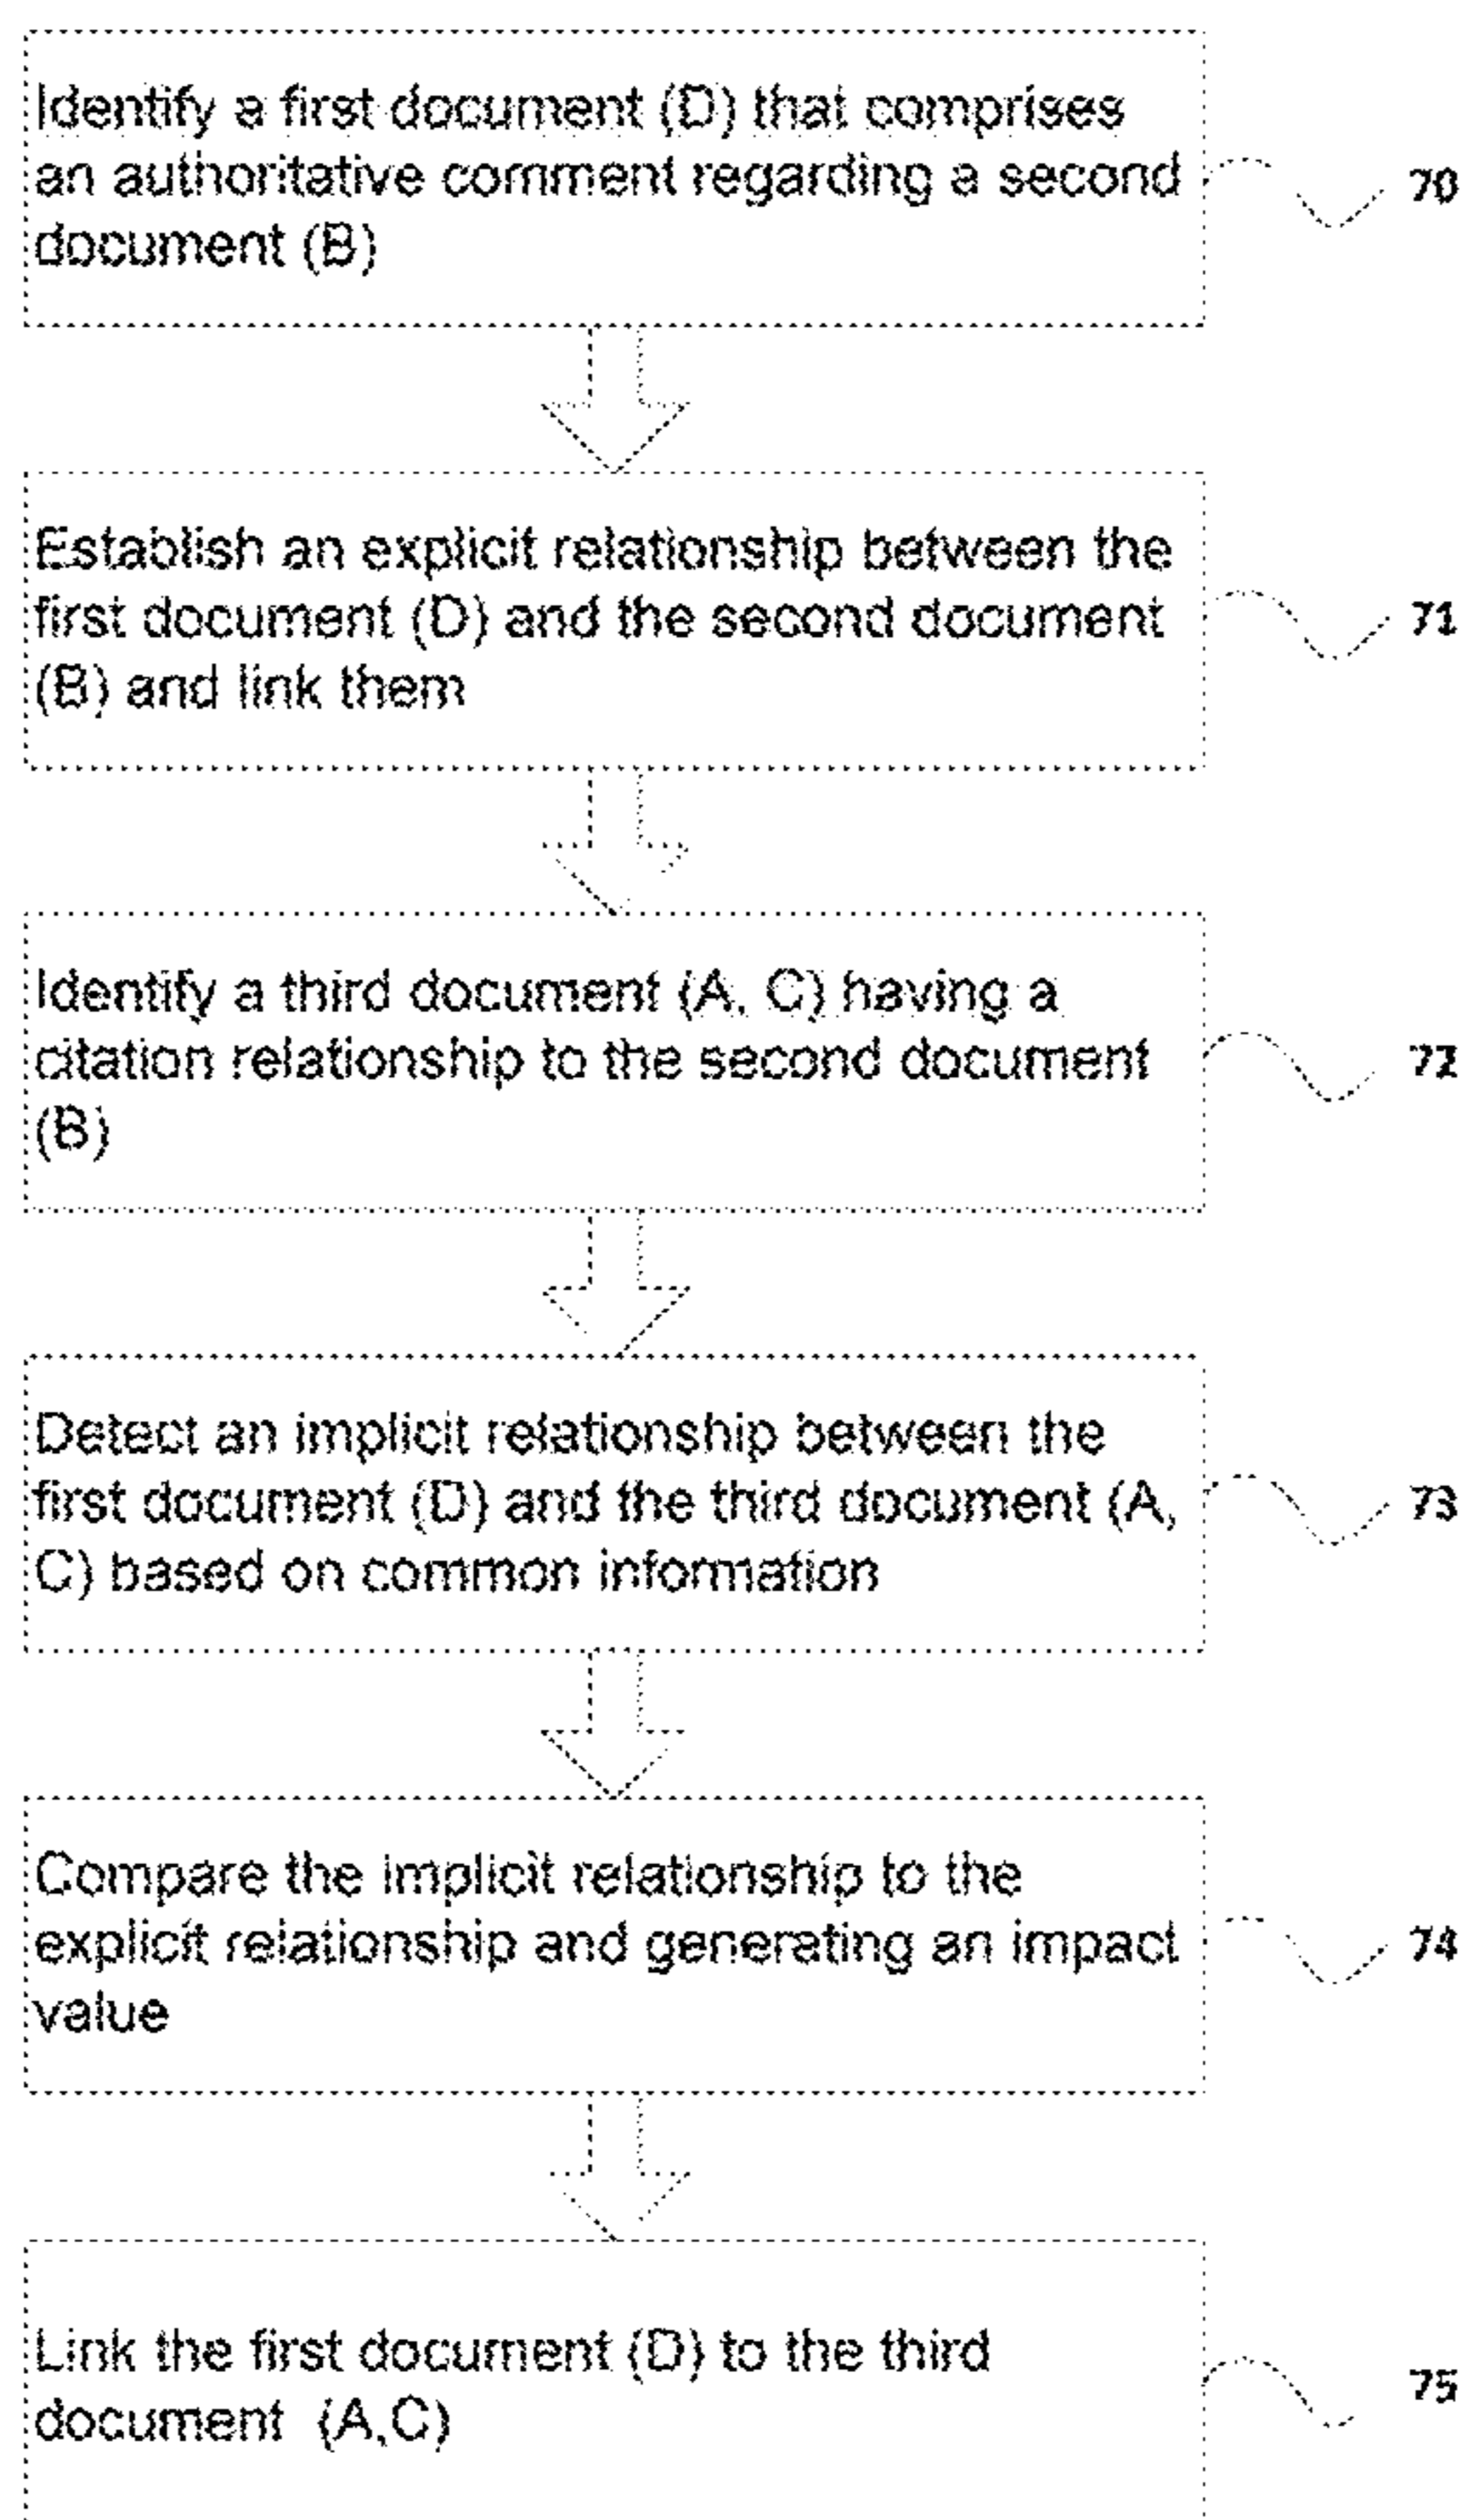 Identify a first document (D) that comprises
an authoritative comment regarding a second
document (B)
70
Establish an explicit relationship between the
first document (D) and the second document
(B) and link them
71
Identify a third document (A, C) having a
citation relationship to the second document
(B)
72
Detect an implicit relationship between the
first document (D) and the third document (A,
C) based on common information
73
Compare the implicit relationship to the
explicit relationship and generating an impact
value
74
Link the first document (D) to the third
document (A,C)
75